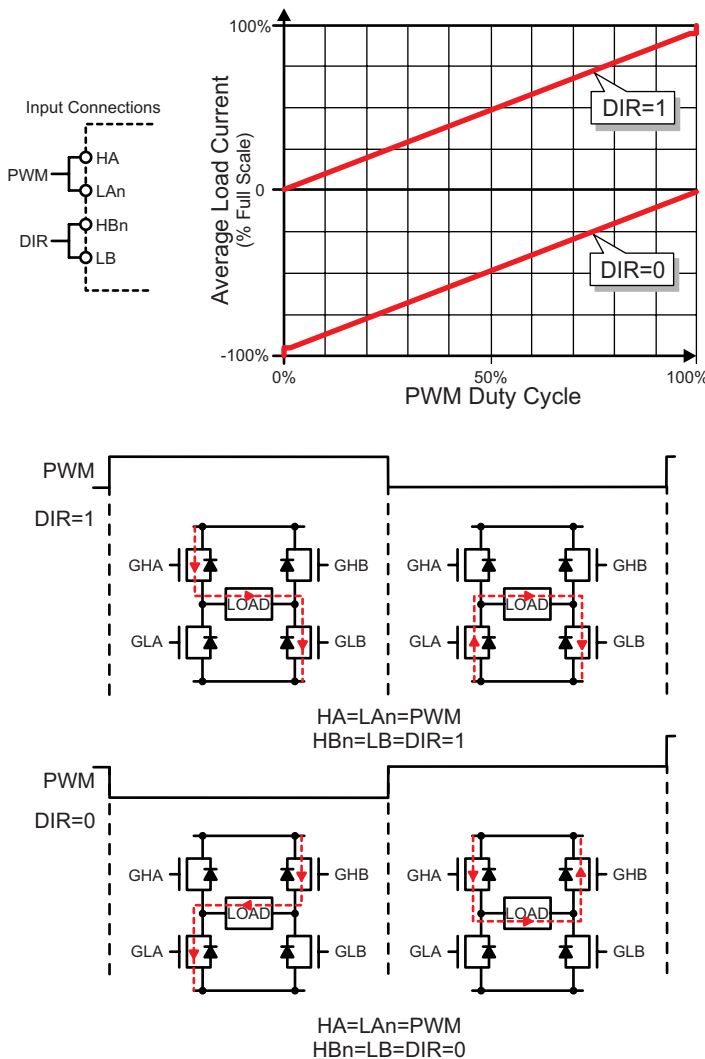 100%
0
-100%
Average Load Current
(% Full Scale)
DIR=1
DIR=0
0%
50%
100%
PWM Duty Cycle
Input Connections
PWM
HA
LAn
DIR
HBn
LB
PWM
DIR=1
GHA
GHB
LOAD
GLA
GLB
GHA
GHB
LOAD
GLA
GLB
HA=LAn=PWM
HBn=LB=DIR=1
PWM
DIR=0
GHA
GHB
LOAD
GLA
GLB
GHA
GHB
LOAD
GLA
GLB
HA=LAn=PWM
HBn=LB=DIR=0